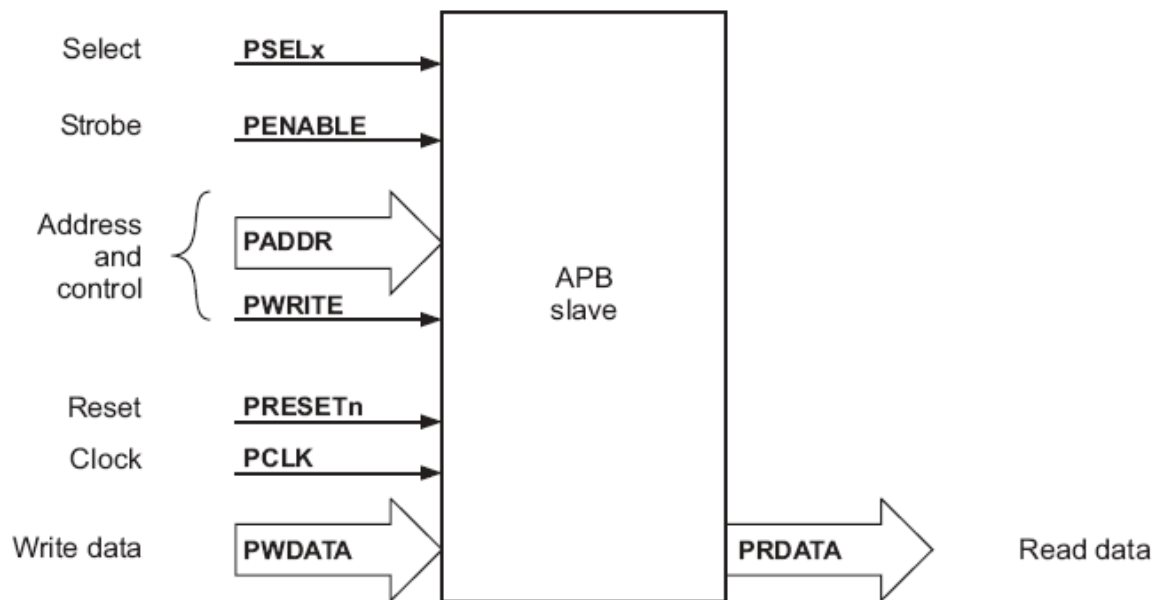 Select
PSELx
Strobe
PENABLE
Address
and
control
PADDR
PWRITE
APB
slave
Reset
PRESETn
Clock
PCLK
Write data
PWDATA
PRDATA
Read data